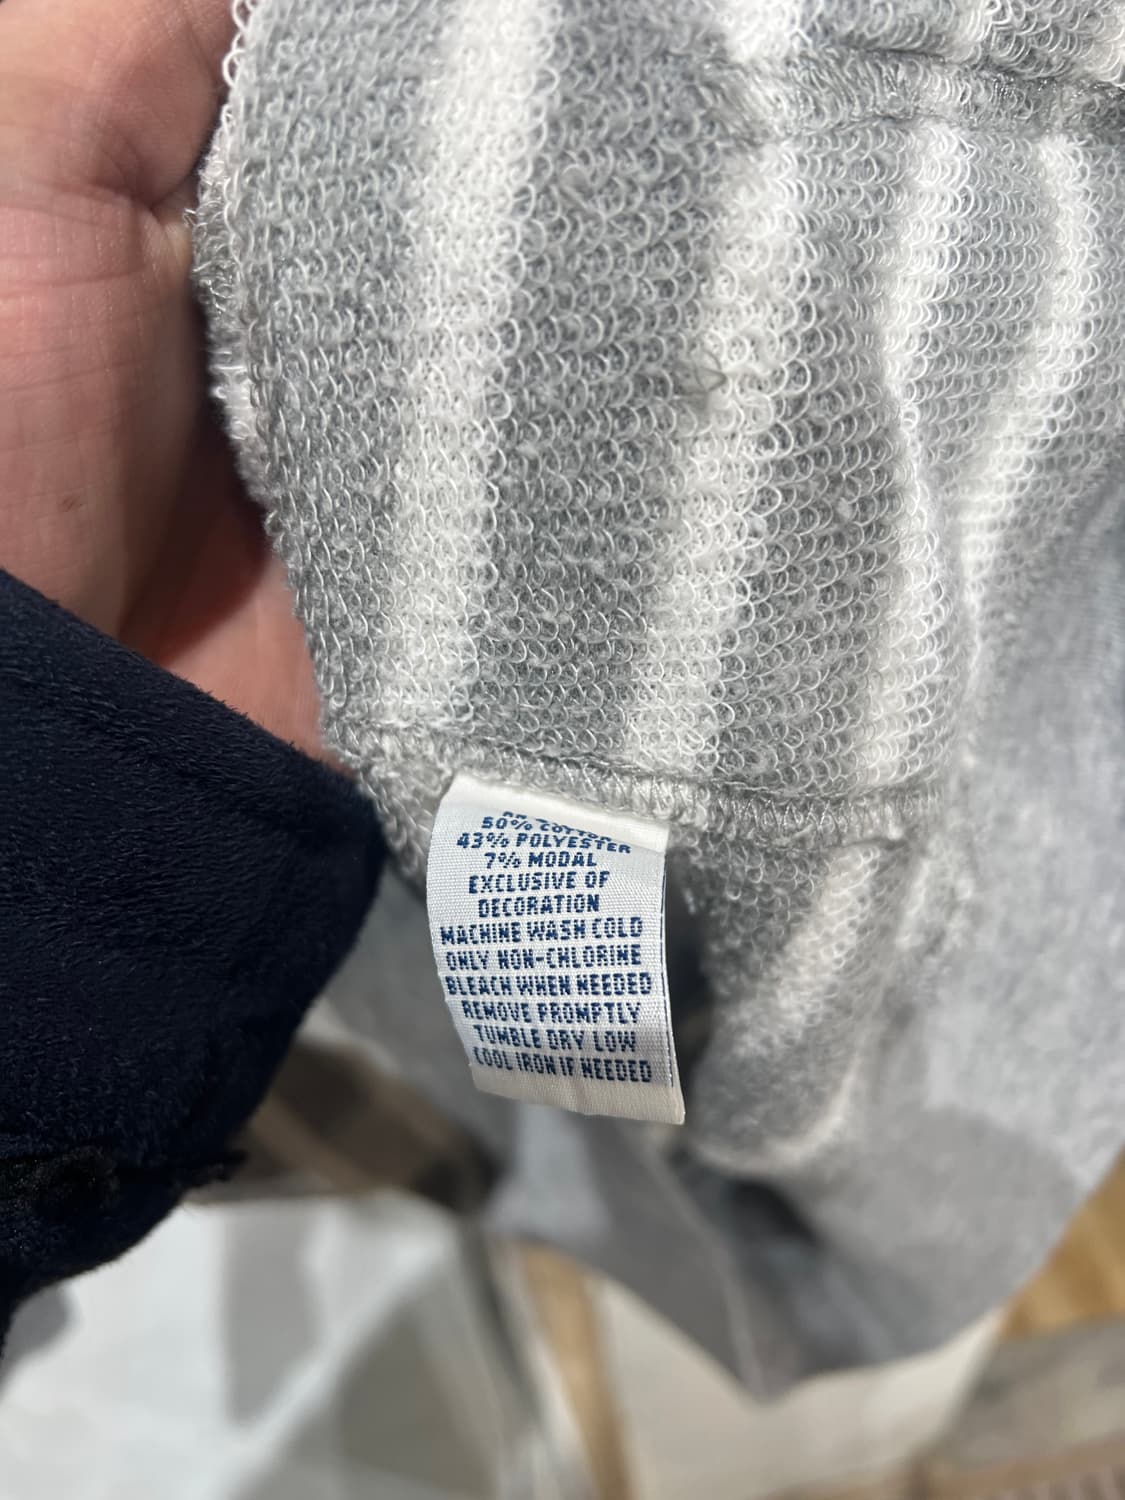 50% COTTON
43% POLYESTER
7% MODAL
EXCLUSIVE OF
DECORATION
MACHINE WASH COLD
ONLY NON-CHLORINE
BLEACH WHEN NEEDED
REMOVE PROMPTLY
TUMBLE DRY LOW
COOL IRON IF NEEDED